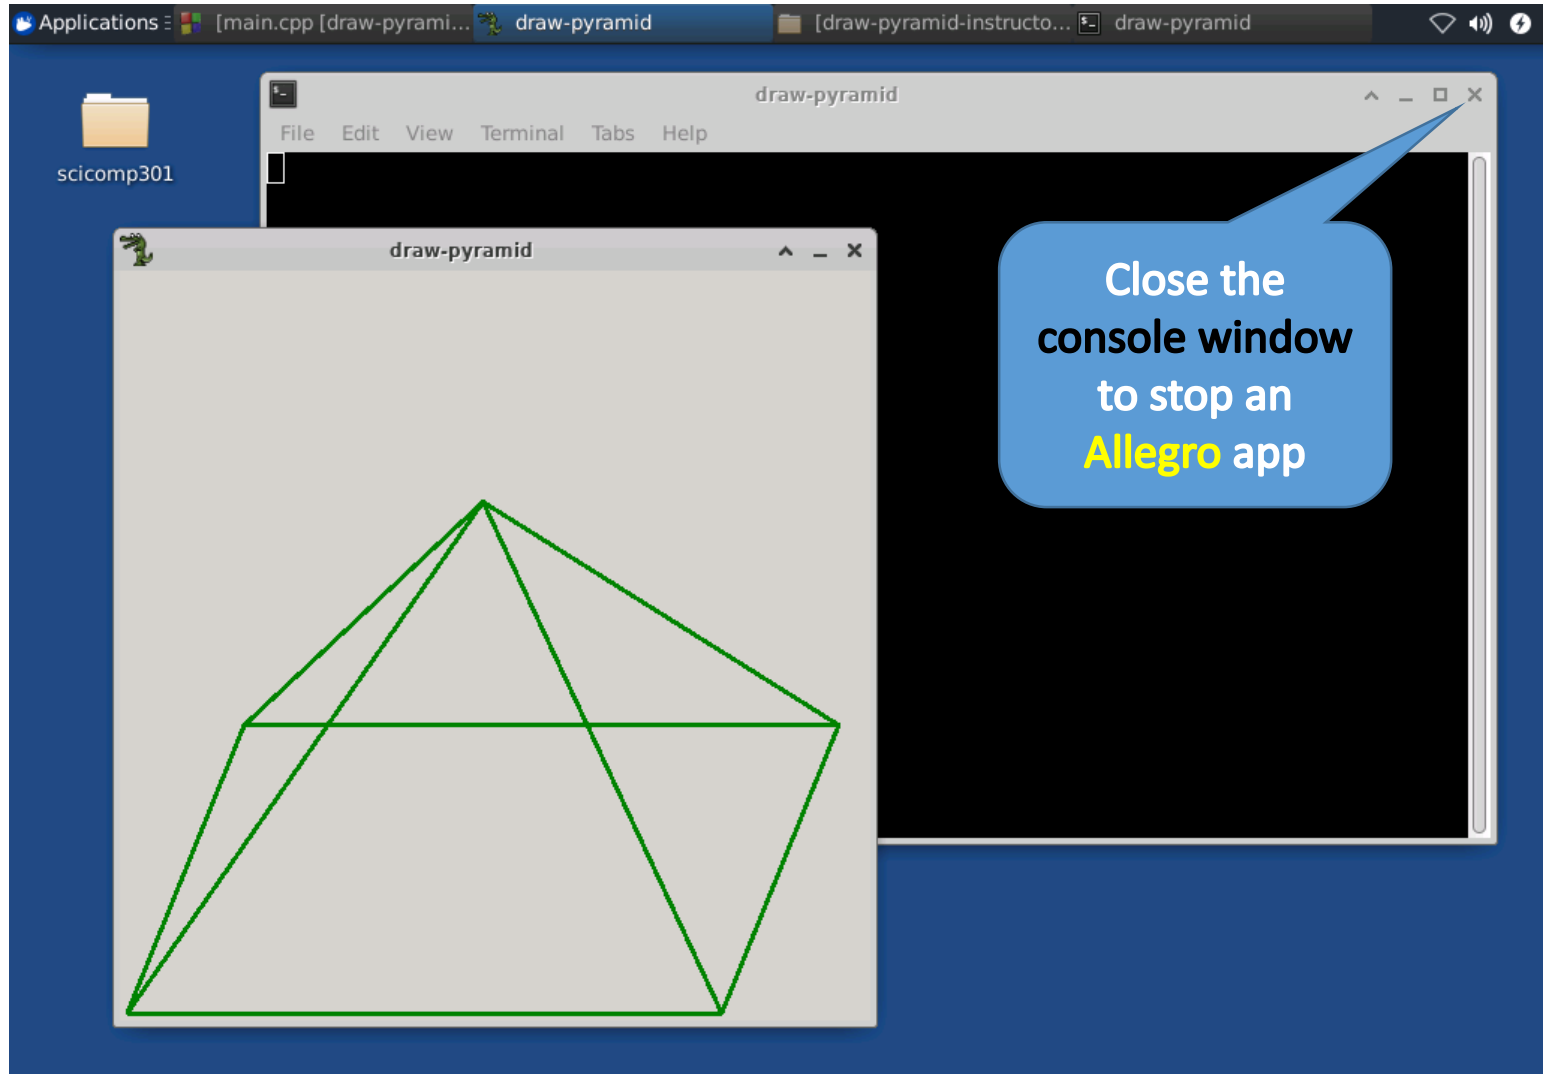 Applications
[main.cpp [draw-pyrami...
draw-pyramid
[draw-pyramid-instructo...
draw-pyramid
scicomp301
draw-pyramid
File Edit View Terminal Tabs Help
draw-pyramid
Close the
console window
to stop an
Allegro app